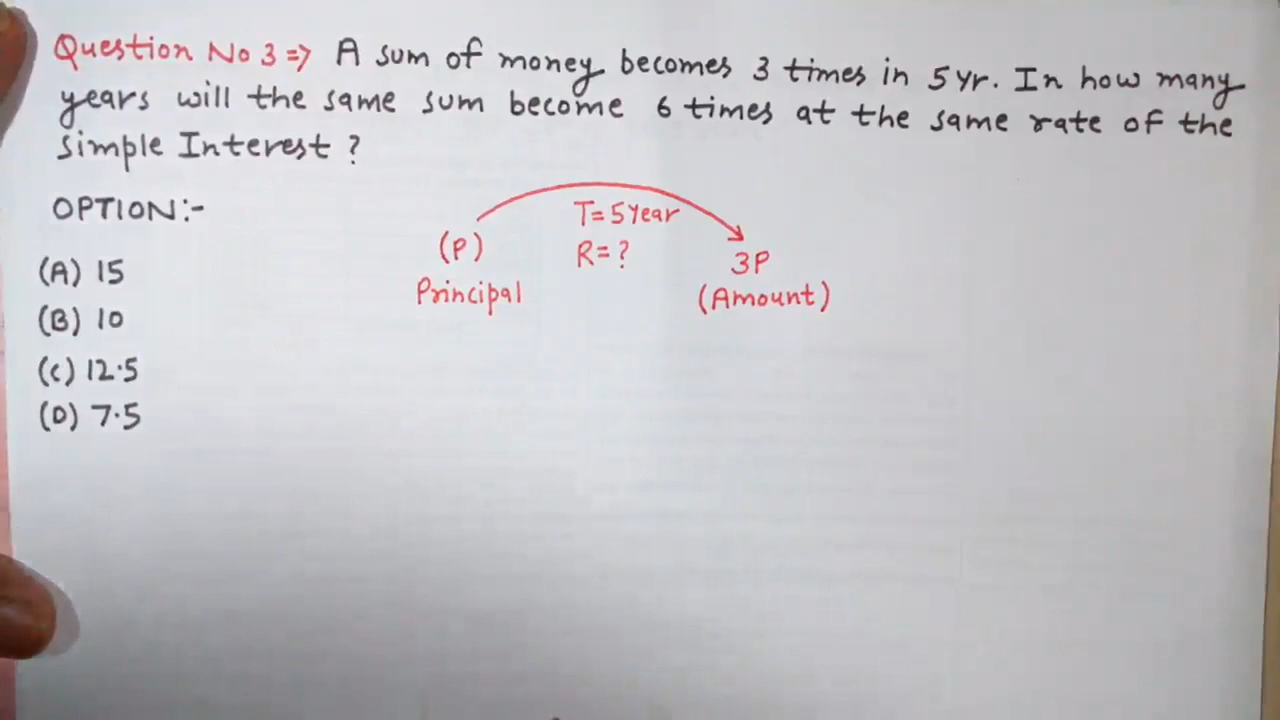 Question No 3 => A sum of money becomes 3 times in 5 yr. In how many
years will the same sum become 6 times at the same rate of the
simple Interest ?
OPTION:-
(A) 15
(B) 10
(C) 12.5
(D) 7.5
T= 5 Year
(P)
R= ?
3P
Principal
(Amount)